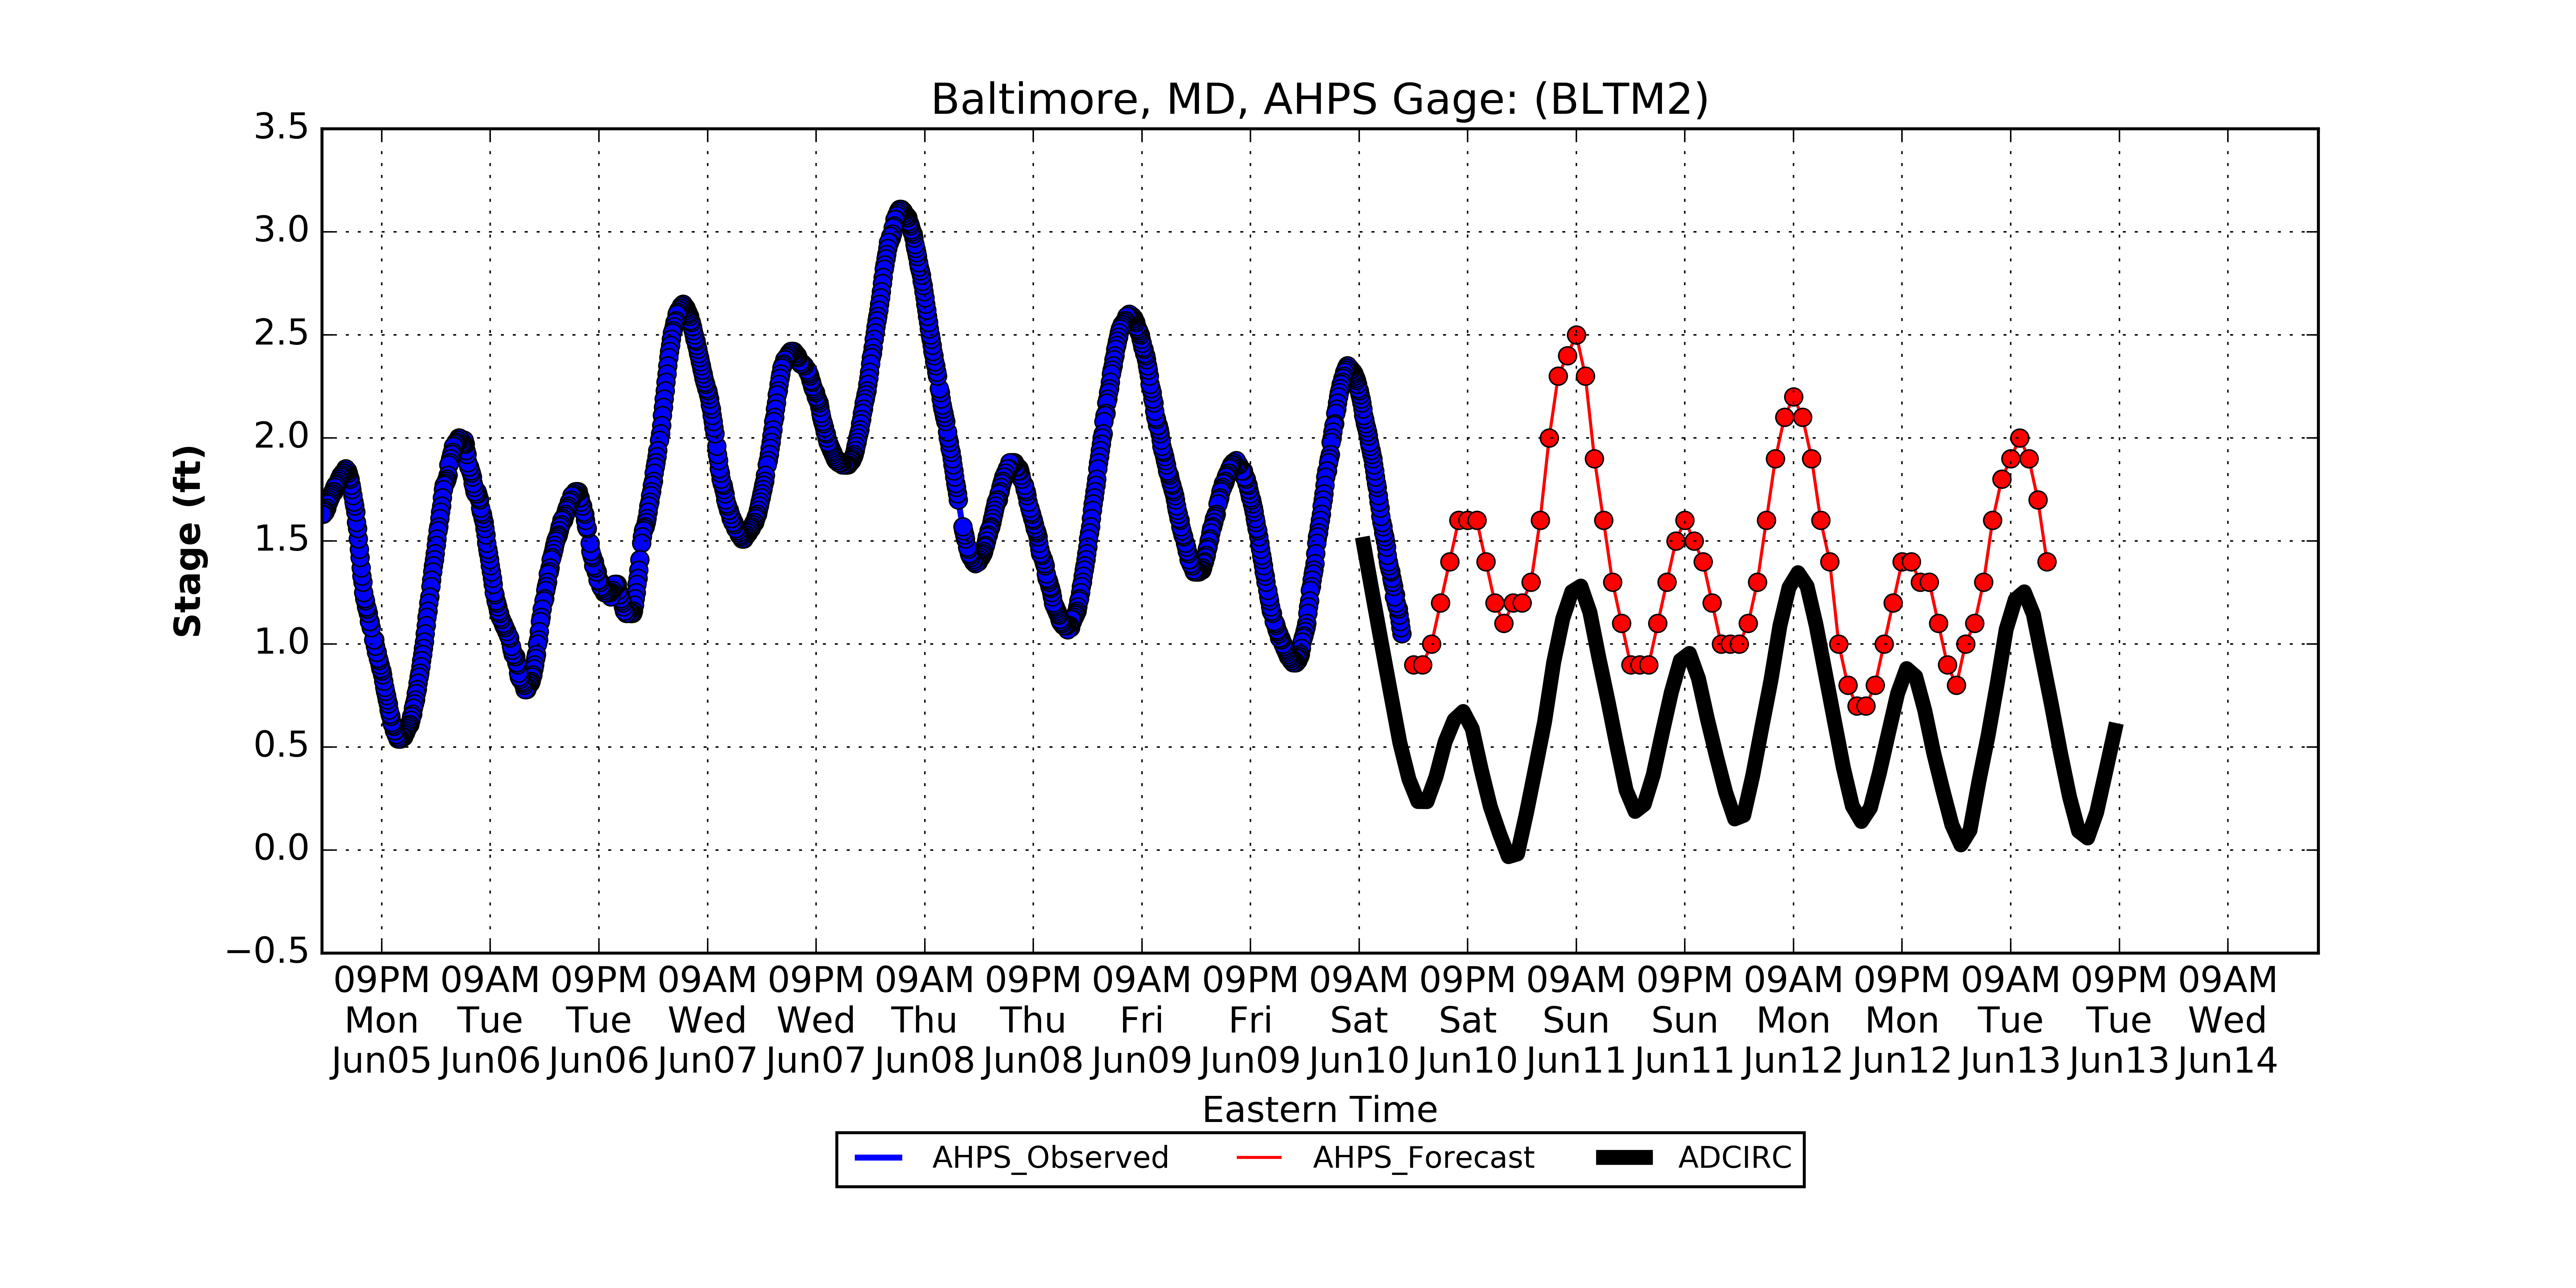 Baltimore, MD, AHPS Gage: (BLTM2)
3.5
3.0
2.5
2.0
1.5
1.0
0.5
0.0
−0.5
Stage (ft)
09PM 09AM 09PM 09AM 09PM 09AM 09PM 09AM 09PM 09AM 09PM 09AM 09PM 09AM 09PM 09AM 09PM 09AM
Mon Tue Tue Wed Wed Thu Thu Fri Fri Sat Sat Sun Sun Mon Mon Tue Tue Wed
Jun05 Jun06 Jun06 Jun07 Jun07 Jun08 Jun08 Jun09 Jun09 Jun10 Jun10 Jun11 Jun11 Jun12 Jun12 Jun13 Jun13 Jun14
Eastern Time
AHPS_Observed AHPS_Forecast ADCIRC